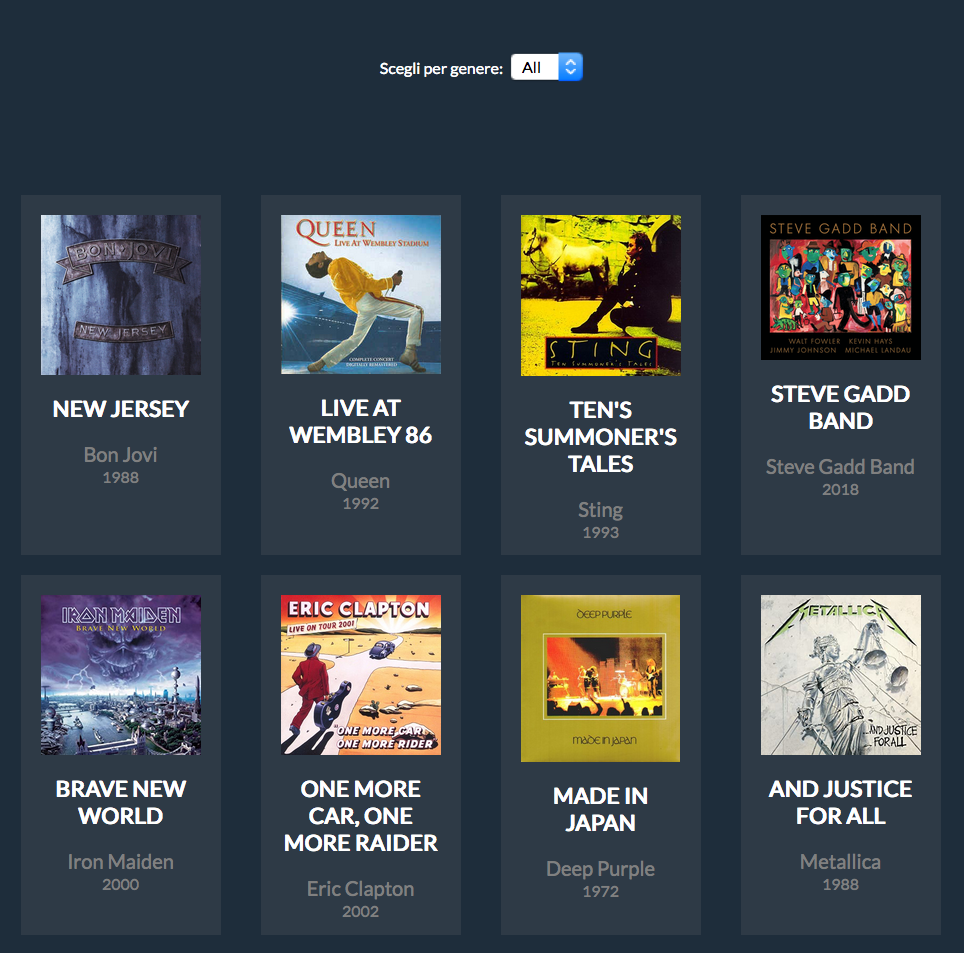 Scegli per genere: All
BON JOVI
NEW JERSEY
NEW JERSEY
Bon Jovi
1988
QUEEN
LIVE AT WEMBLEY STADIUM
COMPLETE CONCERT
DIGITALLY REMASTERED
LIVE AT
WEMBLEY 86
Queen
1992
STING
TEN SUMMONER'S TALES
TEN'S
SUMMONER'S
TALES
Sting
1993
STEVE GADD BAND
WALT FOWLER KEVIN HAYS
JIMMY JOHNSON MICHAEL LANDAU
STEVE GADD
BAND
Steve Gadd Band
2018
IRON MAIDEN
BRAVE NEW WORLD
BRAVE NEW
WORLD
Iron Maiden
2000
ERIC CLAPTON
LIVE ON TOUR 2001
ONE MORE CAR
ONE MORE RIDER
ONE MORE
CAR, ONE
MORE RAIDER
Eric Clapton
2002
DEEP PURPLE
MADE IN JAPAN
MADE IN
JAPAN
Deep Purple
1972
METALLICA
...AND JUSTICE
FOR ALL
AND JUSTICE
FOR ALL
Metallica
1988